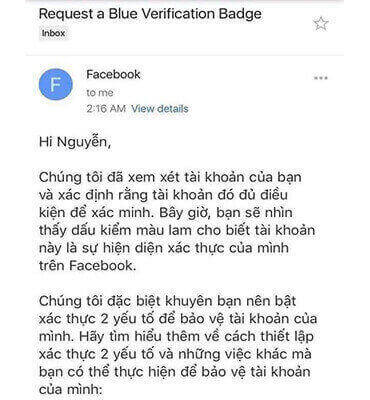 Request a Blue Verification Badge
Inbox
F
Facebook
to me
2:16 AM View details
Hi Nguyễn,
Chúng tôi đã xem xét tài khoản của bạn
và xác định rằng tài khoản đó đủ điều
kiện để xác minh. Bây giờ, bạn sẽ nhìn
thấy dấu kiểm màu lam cho biết tài khoản
này là sự hiện diện xác thực của mình
trên Facebook.
Chúng tôi đặc biệt khuyên bạn nên bật
xác thực 2 yếu tố để bảo vệ tài khoản của
mình. Hãy tìm hiểu thêm về cách thiết lập
xác thực 2 yếu tố và những việc khác mà
bạn có thể thực hiện để bảo vệ tài khoản
của mình: